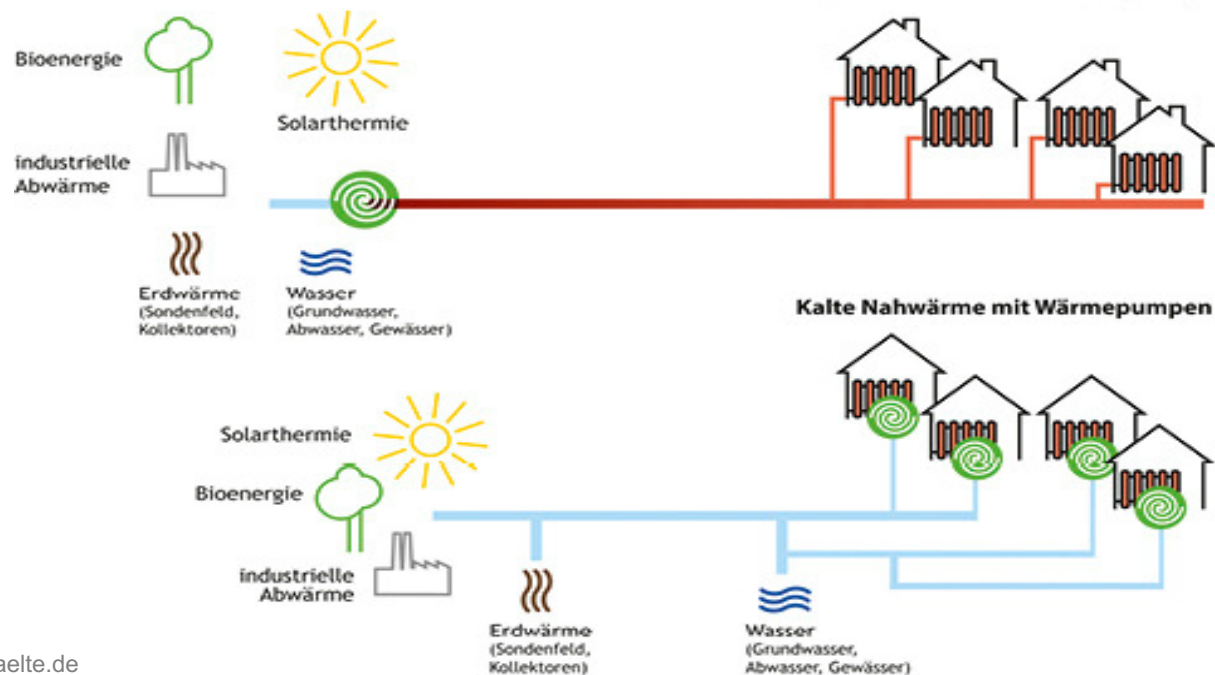 Bioenergie
Solarthermie
industrielle
Abwärme
Erdwärme
(Sondenfeld,
Kollektoren)
Wasser
(Grundwasser,
Abwasser, Gewässer)
Kalte Nahwärme mit Wärmepumpen
Solarthermie
Bioenergie
industrielle
Abwärme
Erdwärme
(Sondenfeld,
Kollektoren)
Wasser
(Grundwasser,
Abwasser, Gewässer)
aelte.de